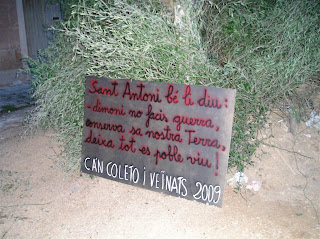 Sant Antoni bé li diu:
-dimoni no facis guerra,
conserva sa nostra Terra,
deixa tot es poble viu!
CAN COLETO i VEÏNATS 2009